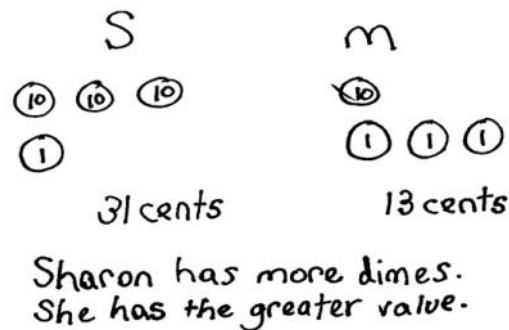 S m
10 10 10 10
1 1 1 1
31 cents 13 cents
Sharon has more dimes.
She has the greater value.